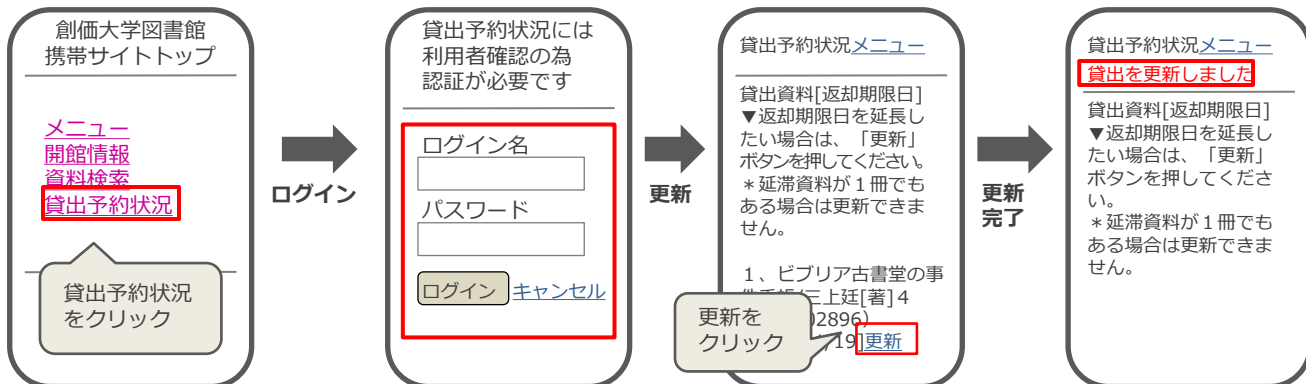 創価大学図書館
携帯サイトトップ
メニュー
開館情報
資料検索
貸出予約状況
貸出予約状況
をクリック
ログイン
貸出予約状況には
利用者確認の為
認証が必要です
ログイン名
パスワード
ログイン キャンセル
更新
貸出予約状況メニュー
貸出資料[返却期限日]
▼返却期限日を延長し
たい場合は、「更新」
ボタンを押してください。
＊延滞資料が１冊でも
ある場合は更新できま
せん。
１、ビブリア古書堂の事
三上廷[著]４
02896）
19]更新
更新を
クリック
更新
完了
貸出予約状況メニュー
貸出を更新しました
貸出資料[返却期限日]
▼返却期限日を延長し
たい場合は、「更新」
ボタンを押してくださ
い。
＊延滞資料が１冊でも
ある場合は更新できま
せん。